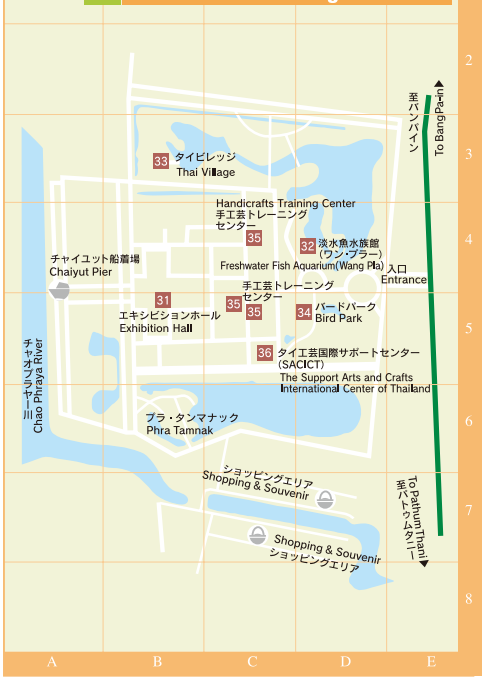 2
至バンパイン
To Bang Pa-in
3
33
タイビレッジ
Thai Village
Handicrafts Training Center
手工芸トレーニング
センター
35
4
32
淡水魚水族館
(ワン・プラー)
Freshwater Fish Aquarium(Wang Pla)
入口
Entrance
チャイユット船着場
Chaiyut Pier
手工芸トレーニング
センター
31
35
35
34
バードパーク
Bird Park
エキシビションホール
Exhibition Hall
5
チャオプラヤー川
Chao Phraya River
36
タイ工芸国際サポートセンター
(SACICT)
The Support Arts and Crafts
International Center of Thailand
プラ・タンマナック
Phra Tamnak
6
ショッピングエリア
Shopping & Souvenir
7
To Pathum Thani
至パトゥムタニー
Shopping & Souvenir
ショッピングエリア
8
A
B
C
D
E